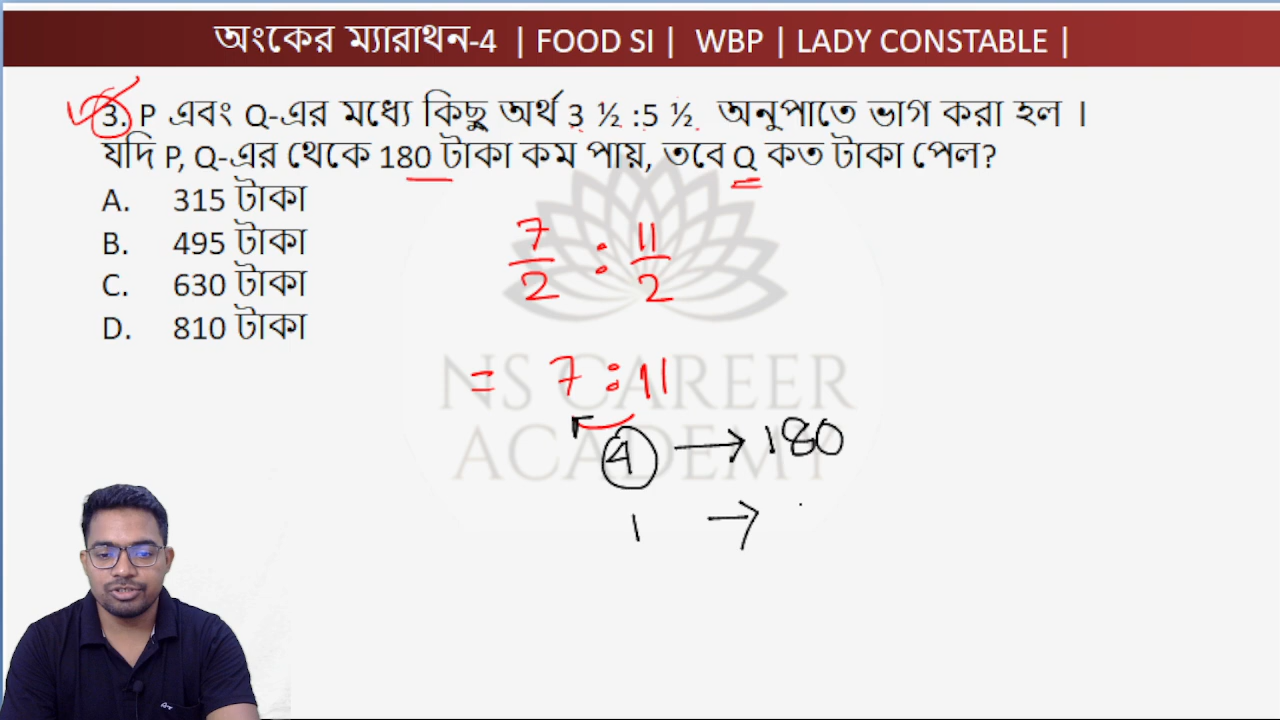 অংকের ম্যারাথন-4 | FOOD SI | WBP | LADY CONSTABLE |
3. P এবং Q-এর মধ্যে কিছু অর্থ 3 ½ :5 ½ অনুপাতে ভাগ করা হল ।
যদি P, Q-এর থেকে 180 টাকা কম পায়, তবে Q কত টাকা পেল?
A. 315 টাকা
B. 495 টাকা
C. 630 টাকা
D. 810 টাকা
7/2 : 11/2
= 7 : 11
4 → 180
1 →
NS CAREER
ACADEMY